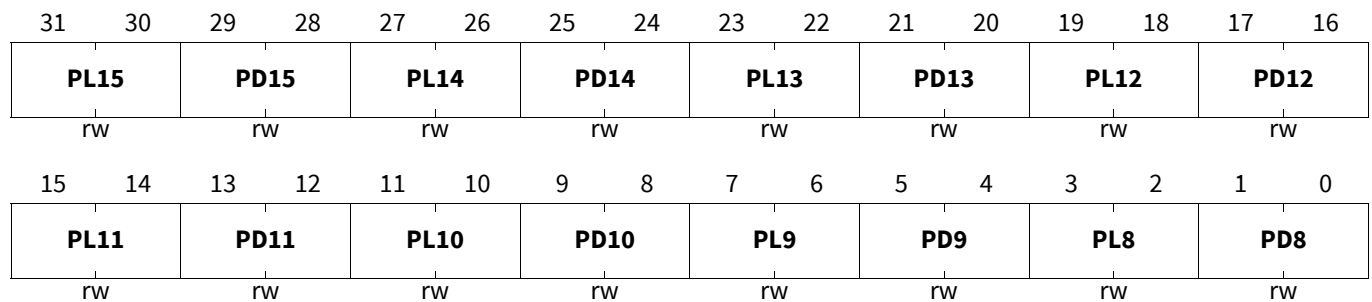 31 30 29 28 27 26 25 24 23 22 21 20 19 18 17 16
PL15 PD15 PL14 PD14 PL13 PD13 PL12 PD12
rw rw rw rw rw rw rw rw
15 14 13 12 11 10 9 8 7 6 5 4 3 2 1 0
PL11 PD11 PL10 PD10 PL9 PD9 PL8 PD8
rw rw rw rw rw rw rw rw